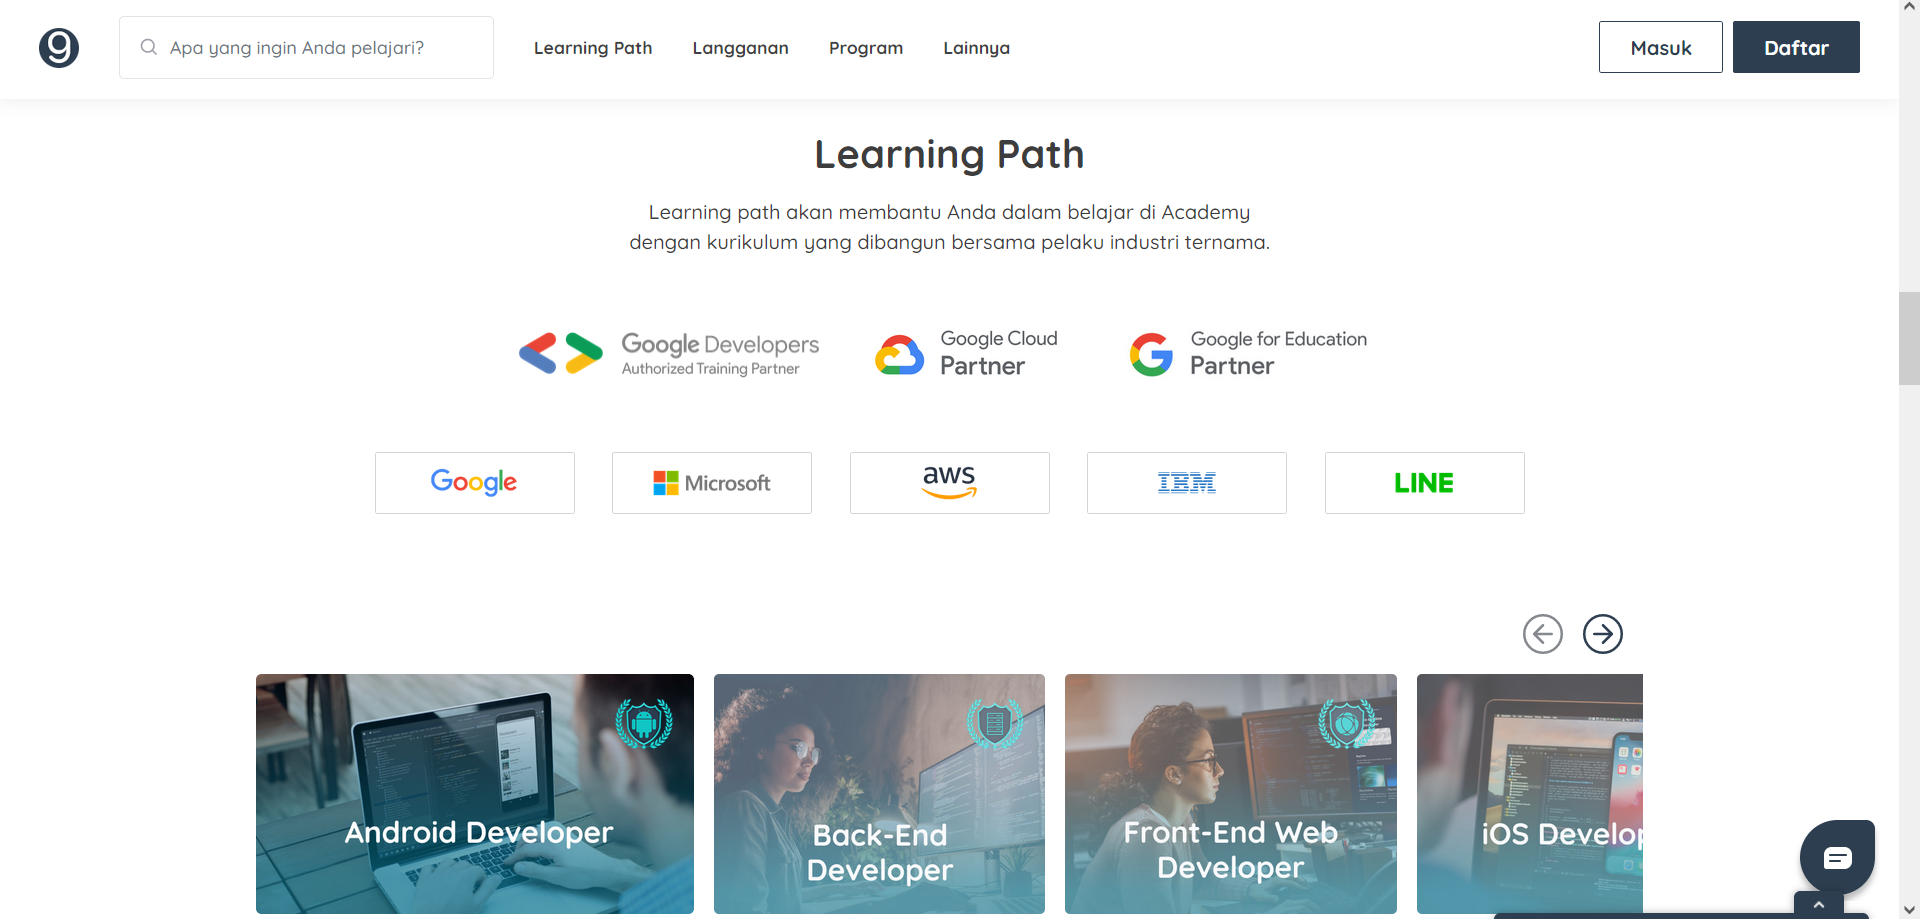 Apa yang ingin Anda pelajari?
Learning Path
Langganan
Program
Lainnya
Masuk
Daftar
Learning Path
Learning path akan membantu Anda dalam belajar di Academy
dengan kurikulum yang dibangun bersama pelaku industri ternama.
Google Developers
Authorized Training Partner
Google Cloud
Partner
Google for Education
Partner
Google
Microsoft
aws
IBM
LINE
Android Developer
Back-End
Developer
Front-End Web
Developer
iOS Develop